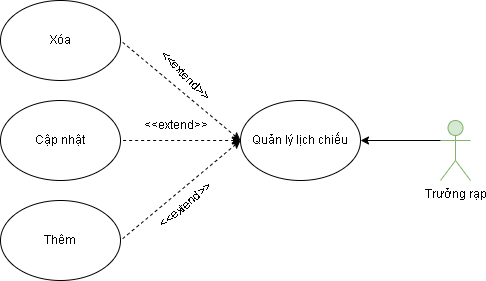 Xóa
<<extend>>
Cập nhật
<<extend>>
Quản lý lịch chiếu
Trưởng rạp
<<extend>>
Thêm